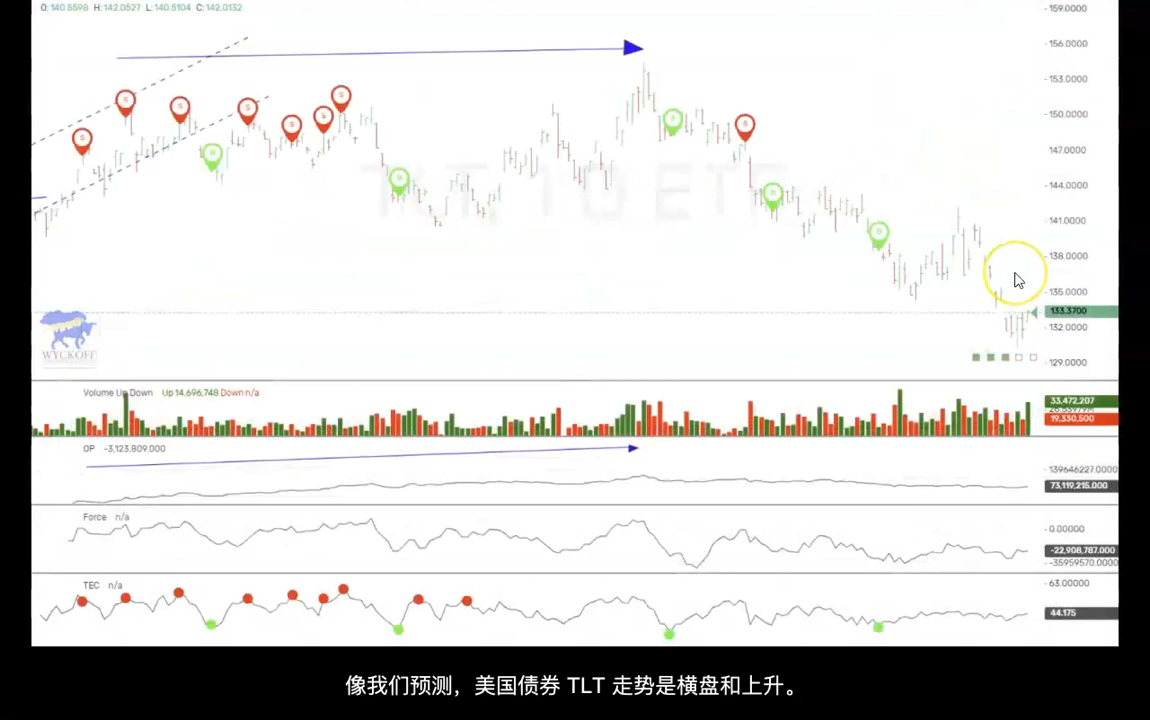 O: 140.5598 H: 142.0527 L: 140.5104 C: 142.0132
159.0000
156.0000
153.0000
150.0000
147.0000
144.0000
141.0000
138.0000
135.0000
133.3700
132.0000
129.0000
TLT, 1 D ETF
WYCKOFF
Volume Up Down Up 14,696,748 Down n/a
33,472,207
19,330,500
OP -3,123,809.000
139646227.0000
73,119,215.000
Force n/a
0.00000
-22,908,787.000
-35959570.0000
TEC n/a
63.00000
44.175
像我们预测，美国债券 TLT 走势是横盘和上升。